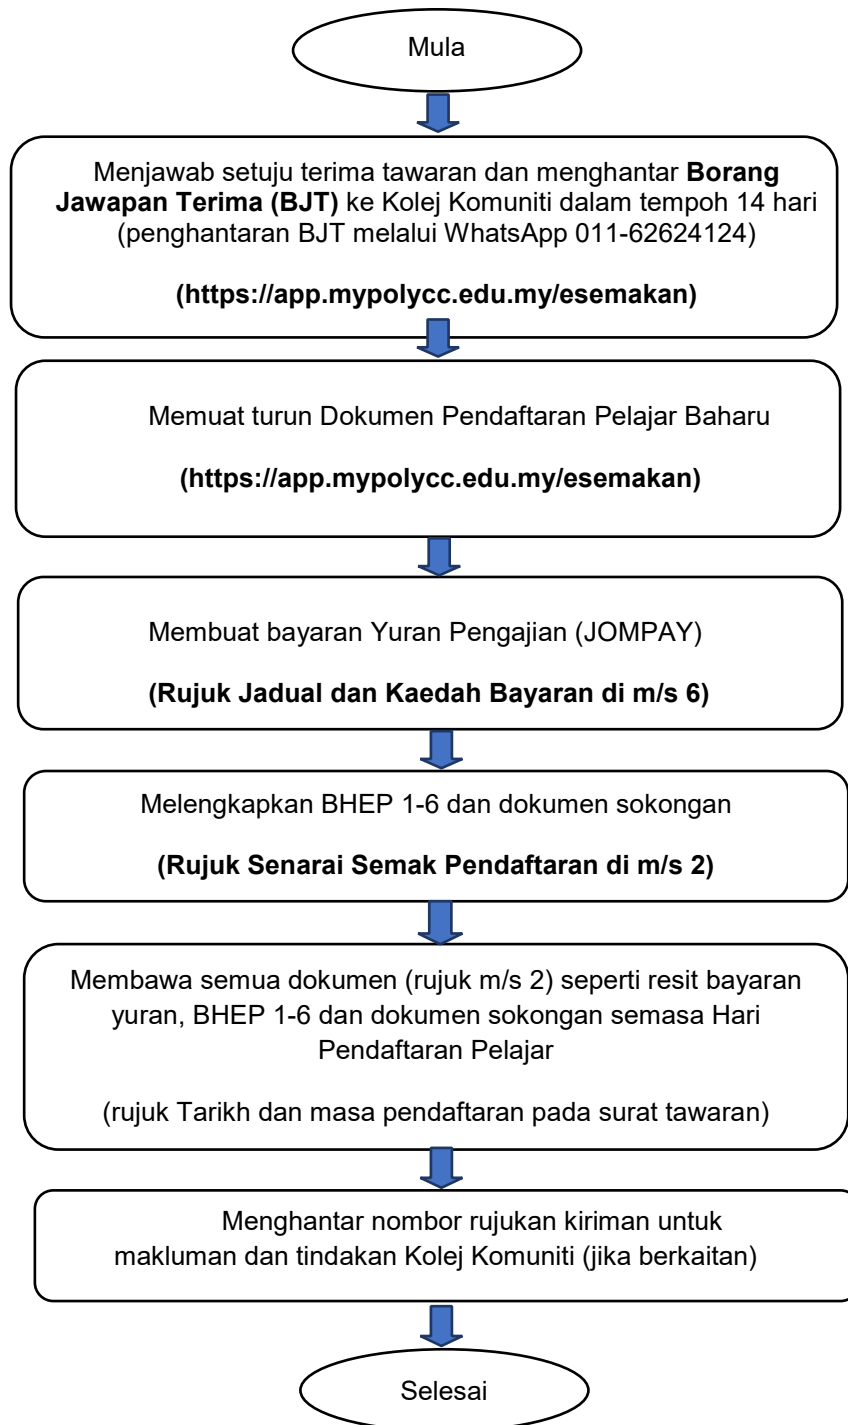 Mula
Menjawab setuju terima tawaran dan menghantar Borang
Jawapan Terima (BJT) ke Kolej Komuniti dalam tempoh 14 hari
(penghantaran BJT melalui WhatsApp 011-62624124)
(https://app.mypolycc.edu.my/esemakan)
Memuat turun Dokumen Pendaftaran Pelajar Baharu
(https://app.mypolycc.edu.my/esemakan)
Membuat bayaran Yuran Pengajian (JOMPAY)
(Rujuk Jadual dan Kaedah Bayaran di m/s 6)
Melengkapkan BHEP 1-6 dan dokumen sokongan
(Rujuk Senarai Semak Pendaftaran di m/s 2)
Membawa semua dokumen (rujuk m/s 2) seperti resit bayaran
yuran, BHEP 1-6 dan dokumen sokongan semasa Hari
Pendaftaran Pelajar
(rujuk Tarikh dan masa pendaftaran pada surat tawaran)
Menghantar nombor rujukan kiriman untuk
makluman dan tindakan Kolej Komuniti (jika berkaitan)
Selesai